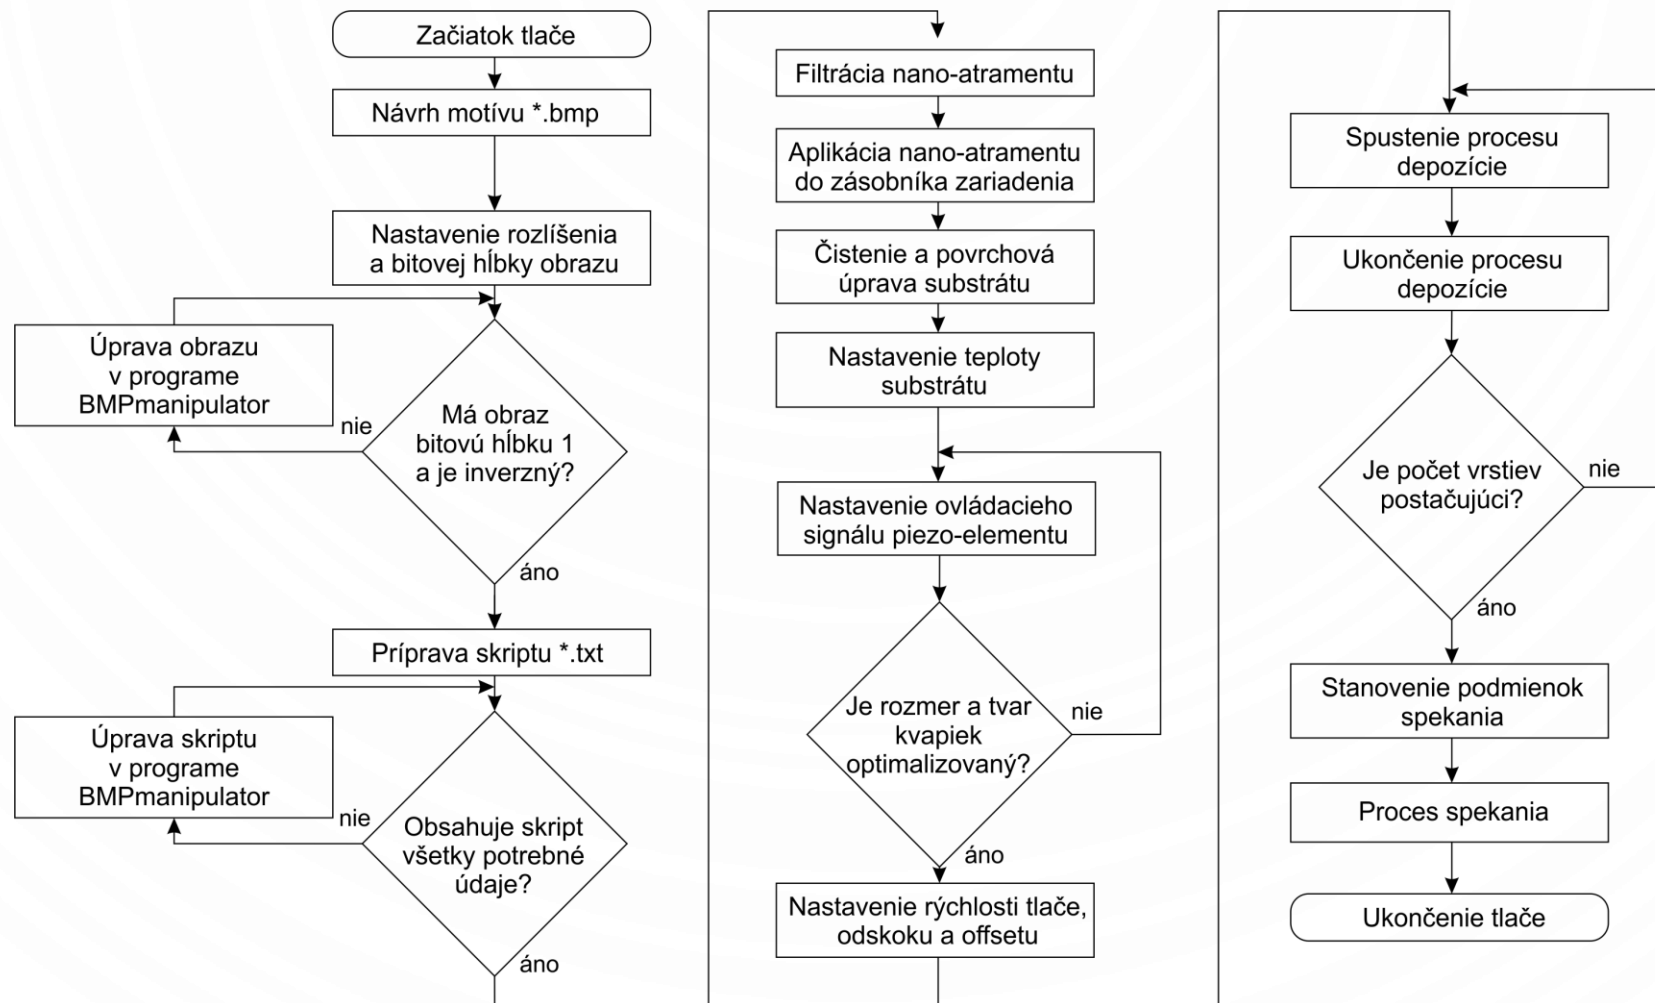 Začiatok tlače
Návrh motívu *.bmp
Nastavenie rozlíšenia
a bitovej hĺbky obrazu
Úprava obrazu
v programe
BMPmanipulator
nie
Má obraz
bitovú hĺbku 1
a je inverzný?
áno
Príprava skriptu *.txt
Úprava skriptu
v programe
BMPmanipulator
nie
Obsahuje skript
všetky potrebné
údaje?
áno
Filtrácia nano-atramentu
Aplikácia nano-atramentu
do zásobníka zariadenia
Čistenie a povrchová
úprava substrátu
Nastavenie teploty
substrátu
Nastavenie ovládacieho
signálu piezo-elementu
Je rozmer a tvar
kvapiek
optimalizovaný?
nie
áno
Nastavenie rýchlosti tlače,
odskoku a offsetu
Spustenie procesu
depozície
Ukončenie procesu
depozície
Je počet vrstiev
postačujúci?
nie
áno
Stanovenie podmienok
spekania
Proces spekania
Ukončenie tlače